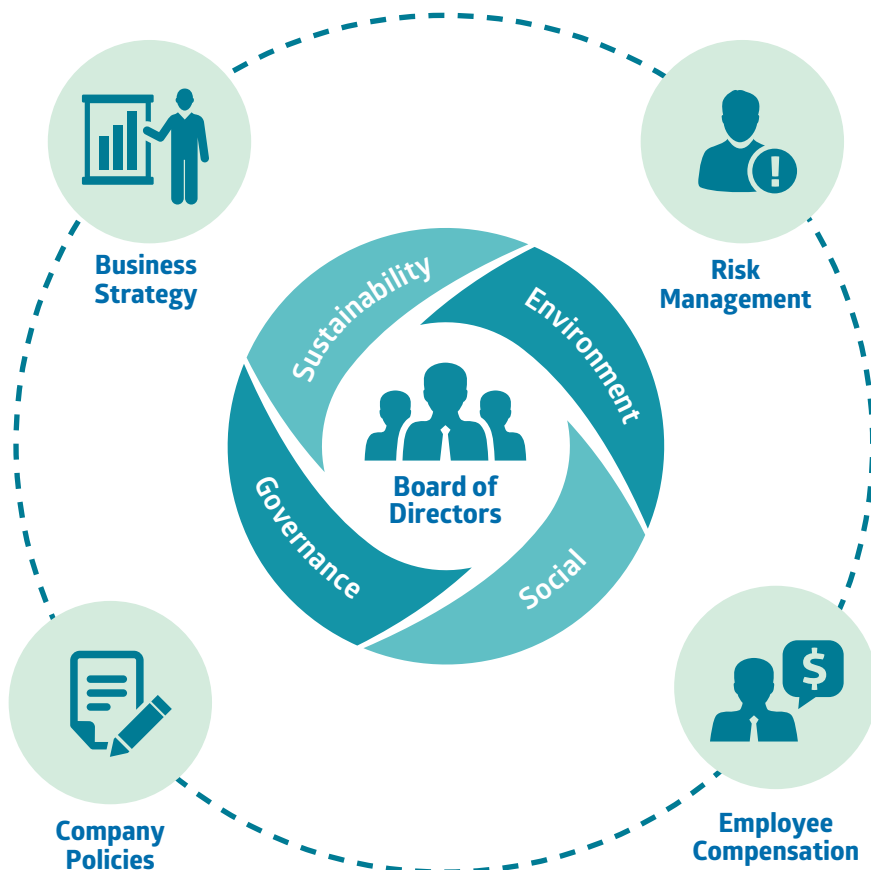 Business
Strategy
Risk
Management
Sustainability
Environment
Board of
Directors
Governance
Social
$
Company
Policies
Employee
Compensation